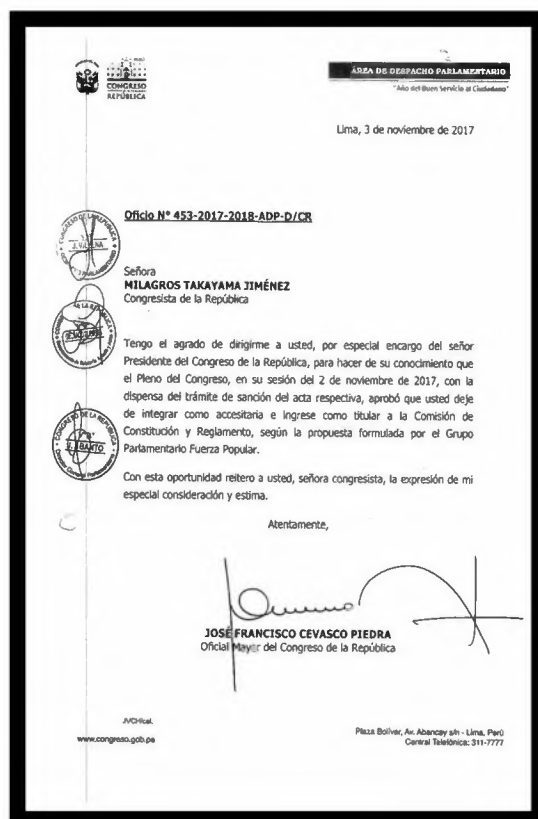 CONGRESO
REPÚBLICA
ÁREA DE DESPACHO PARLAMENTARIO
"Año del Buen Servicio al Ciudadano"
Lima, 3 de noviembre de 2017
Oficio N° 453-2017-2018-ADP-D/CR
Señora
MILAGROS TAKAYAMA JIMÉNEZ
Congresista de la República
Tengo el agrado de dirigirme a usted, por especial encargo del señor
Presidente del Congreso de la República, para hacer de su conocimiento que
el Pleno del Congreso, en su sesión del 2 de noviembre de 2017, con la
dispensa del trámite de sanción del acta respectiva, aprobó que usted deje
de integrar como accesitaria e ingrese como titular a la Comisión de
Constitución y Reglamento, según la propuesta formulada por el Grupo
Parlamentario Fuerza Popular.
Con esta oportunidad reitero a usted, señora congresista, la expresión de mi
especial consideración y estima.
Atentamente,
JOSÉ FRANCISCO CEVASCO PIEDRA
Oficial Mayor del Congreso de la República
JVCH/cel.
www.congreso.gob.pe
Plaza Bolívar, Av. Abancay s/n - Lima, Perú
Central Telefónica: 311-7777